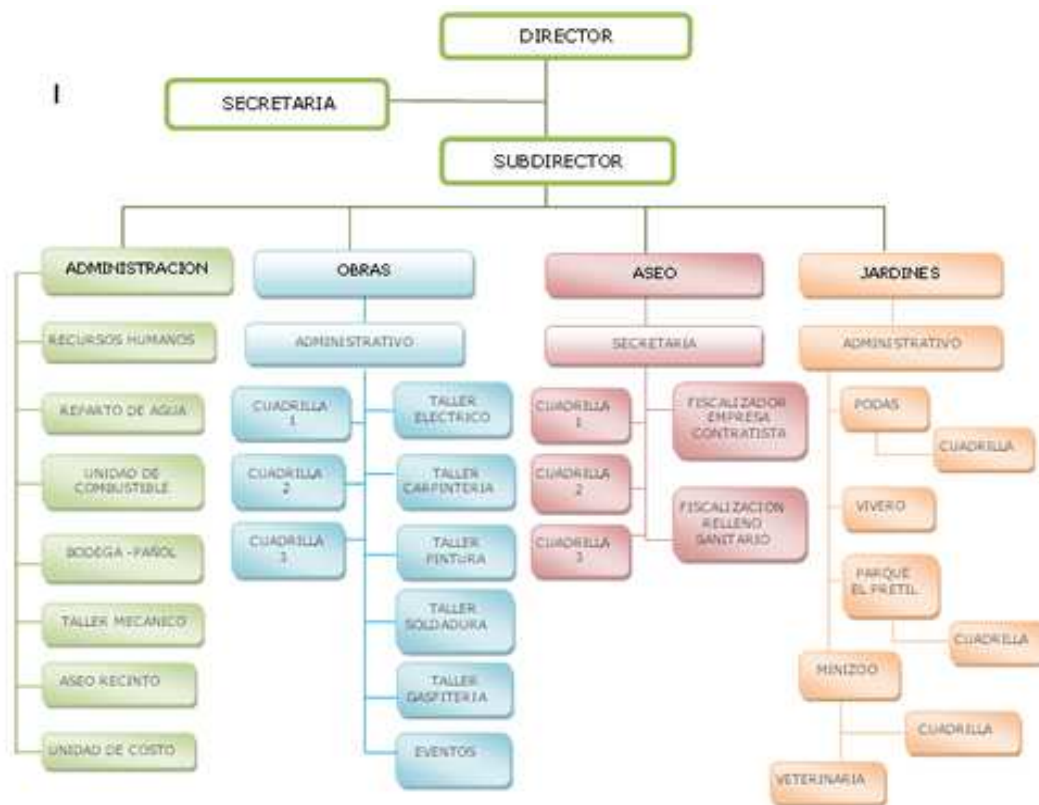 DIRECTOR
SECRETARIA
SUBDIRECTOR
ADMINISTRACION
RECURSOS HUMANOS
REPARTO DE AGUA
UNIDAD DE
COMBUSTIBLE
BODEGA -PAÑOL
TALLER MECANICO
ASEO RECINTO
UNIDAD DE COSTO
OBRAS
ADMINISTRATIVO
CUADRILLA
1
CUADRILLA
2
CUADRILLA
3
TALLER
ELECTRICO
TALLER
CARPINTERIA
TALLER
PINTURA
TALLER
SOLDADURA
TALLER
GASFITERIA
EVENTOS
ASEO
SECRETARÍA
CUADRILLA
1
CUADRILLA
2
CUADRILLA
3
FISCALIZADOR
EMPRESA
CONTRATISTA
FISCALIZACION
RELLENO
SANITARIO
JARDINES
ADMINISTRATIVO
PODAS
CUADRILLA
VIVERO
PARQUE
EL PRETIL
CUADRILLA
MINIZOO
CUADRILLA
VETERINARIA